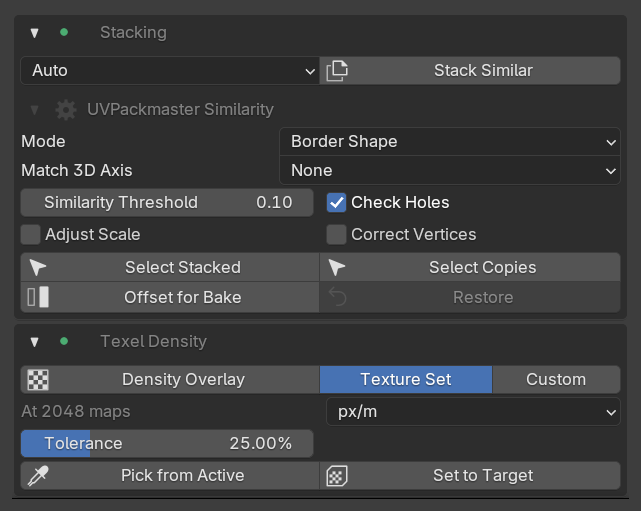 Stacking
Auto Stack Similar
UVPackmaster Similarity
Mode Border Shape
Match 3D Axis None
Similarity Threshold 0.10 Check Holes
Adjust Scale Correct Vertices
Select Stacked Select Copies
Offset for Bake Restore
Texel Density
Density Overlay Texture Set Custom
At 2048 maps px/m
Tolerance 25.00%
Pick from Active Set to Target